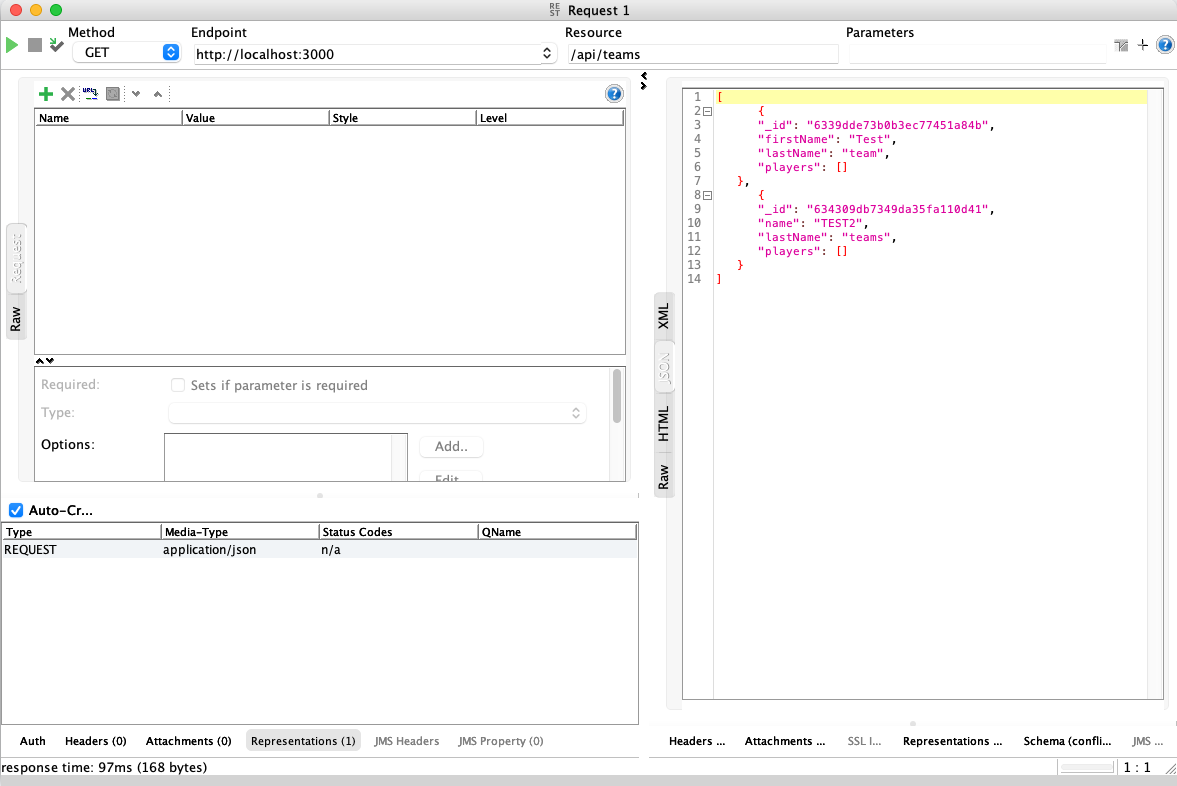 REST Request 1
Method Endpoint Resource Parameters
GET http://localhost:3000 /api/teams
URL
Name Value Style Level
Request
Raw
Required: Sets if parameter is required
Type:
Options: Add..
Edit
Auto-Cr...
Type Media-Type Status Codes QName
REQUEST application/json n/a
Auth Headers (0) Attachments (0) Representations (1) JMS Headers JMS Property (0)
response time: 97ms (168 bytes)
XML
JSON
HTML
Raw
1 [
2 {
3 "_id": "6339dde73b0b3ec77451a84b",
4 "firstName": "Test",
5 "lastName": "team",
6 "players": []
7 },
8 {
9 "_id": "634309db7349da35fa110d41",
10 "name": "TEST2",
11 "lastName": "teams",
12 "players": []
13 }
14 ]
Headers ... Attachments ... SSL I... Representations ... Schema (confli... JMS ...
1 : 1